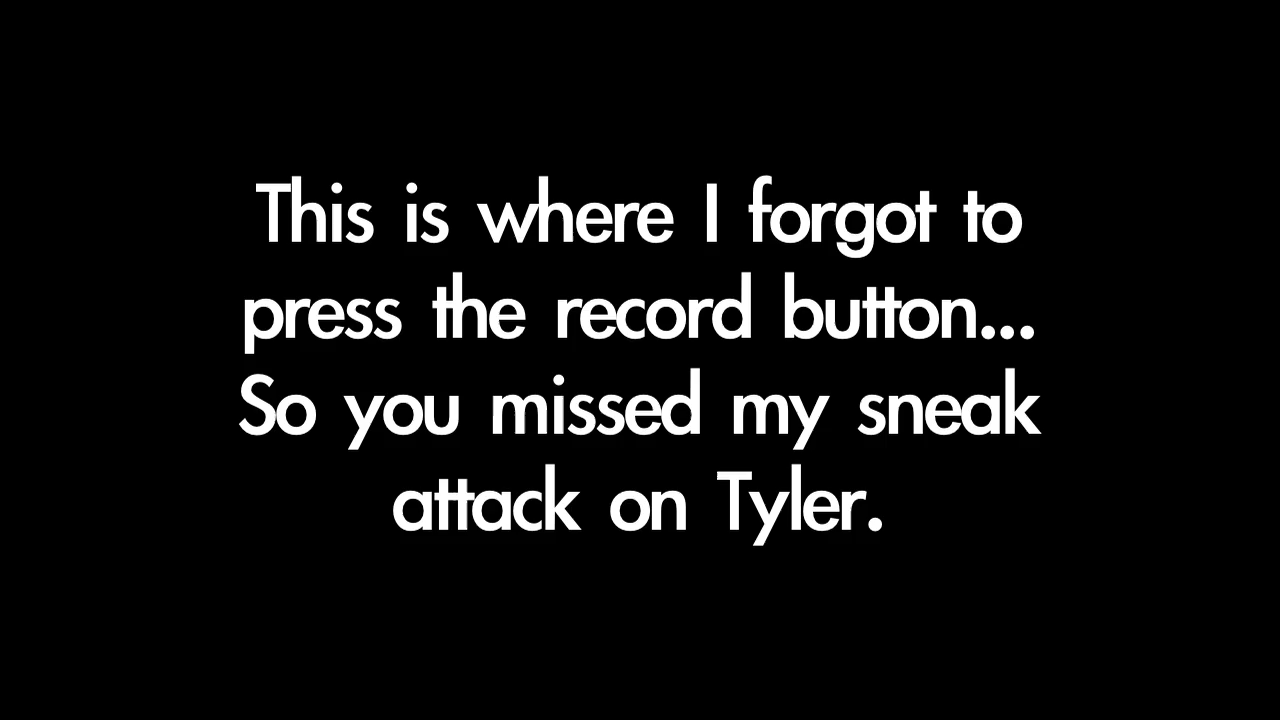 This is where I forgot to
press the record button...
So you missed my sneak
attack on Tyler.